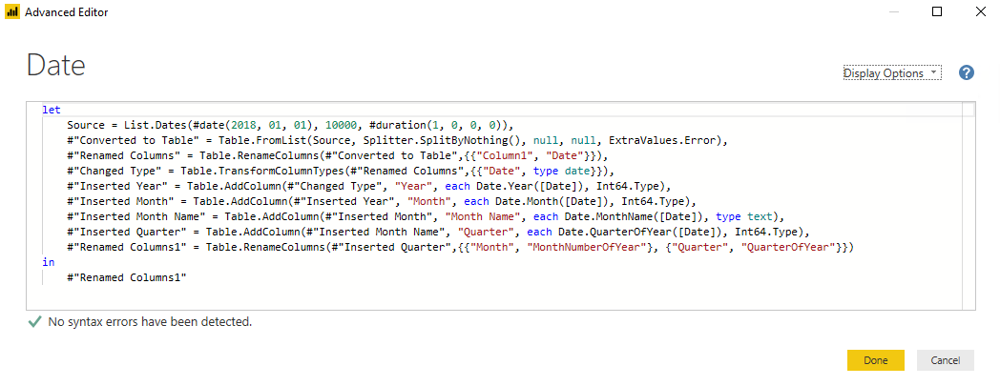 Advanced Editor
Date
Display Options
?
let
Source = List.Dates(#date(2018, 01, 01), 10000, #duration(1, 0, 0, 0)),
#"Converted to Table" = Table.FromList(Source, Splitter.SplitByNothing(), null, null, ExtraValues.Error),
#"Renamed Columns" = Table.RenameColumns(#"Converted to Table",{{"Column1", "Date"}}),
#"Changed Type" = Table.TransformColumnTypes(#"Renamed Columns",{{"Date", type date}}),
#"Inserted Year" = Table.AddColumn(#"Changed Type", "Year", each Date.Year([Date]), Int64.Type),
#"Inserted Month" = Table.AddColumn(#"Inserted Year", "Month", each Date.Month([Date]), Int64.Type),
#"Inserted Month Name" = Table.AddColumn(#"Inserted Month", "Month Name", each Date.MonthName([Date]), type text),
#"Inserted Quarter" = Table.AddColumn(#"Inserted Month Name", "Quarter", each Date.QuarterOfYear([Date]), Int64.Type),
#"Renamed Columns1" = Table.RenameColumns(#"Inserted Quarter",{{"Month", "MonthNumberOfYear"}, {"Quarter", "QuarterOfYear"}})
in
#"Renamed Columns1"
No syntax errors have been detected.
Done
Cancel